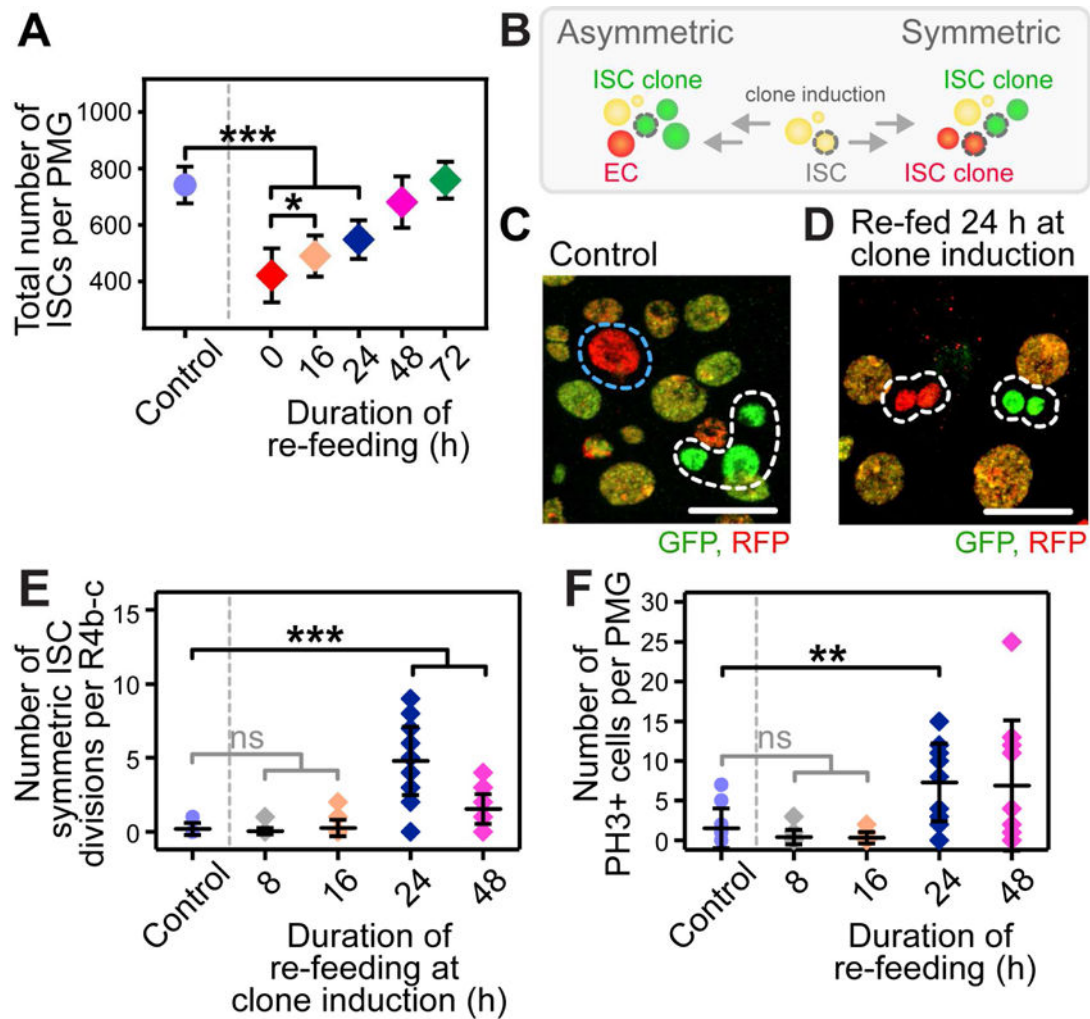 A
Total number of
ISCs per PMG
1000
800
600
400
***
*
Control
0
16
24
48
72
Duration of
re-feeding (h)
B
Asymmetric
Symmetric
ISC clone
ISC clone
clone induction
EC
ISC
ISC clone
C
Control
GFP, RFP
D
Re-fed 24 h at
clone induction
GFP, RFP
E
Number of
symmetric ISC
divisions per R4b-c
15
10
5
0
***
ns
Control
8
16
24
48
Duration of
re-feeding at
clone induction (h)
F
Number of
PH3+ cells per PMG
30
25
20
15
10
5
0
**
ns
Control
8
16
24
48
Duration of
re-feeding (h)